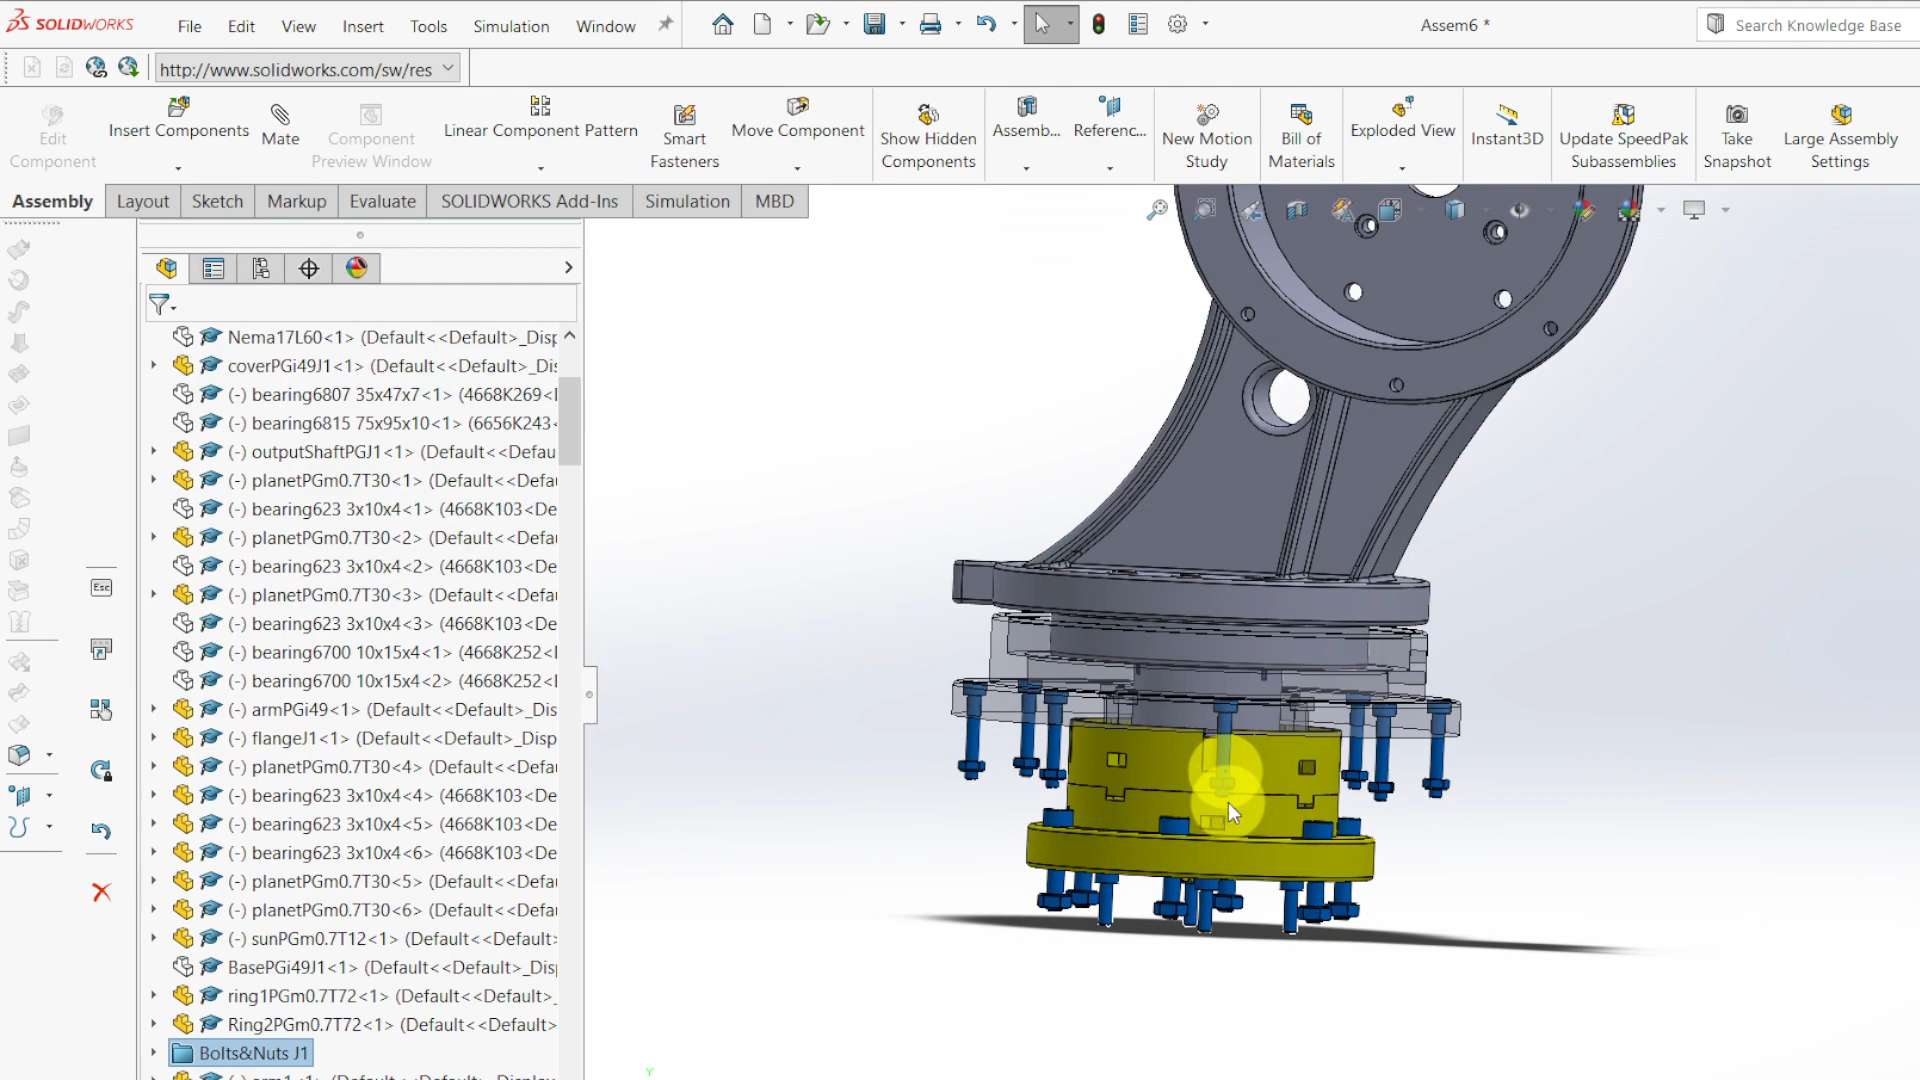 SOLIDWORKS File Edit View Insert Tools Simulation Window Assem6 * Search Knowledge Base
http://www.solidworks.com/sw/res
Edit Component
Insert Components
Mate
Component Preview Window
Linear Component Pattern
Smart Fasteners
Move Component
Show Hidden Components
Assemb...
Referenc...
New Motion Study
Bill of Materials
Exploded View
Instant3D
Update SpeedPak Subassemblies
Take Snapshot
Large Assembly Settings
Assembly Layout Sketch Markup Evaluate SOLIDWORKS Add-Ins Simulation MBD
Nema17L60<1> (Default<<Default>_Disp
coverPGi49J1<1> (Default<<Default>_Dis
(-) bearing6807 35x47x7<1> (4668K269<
(-) bearing6815 75x95x10<1> (6656K243<
(-) outputShaftPGJ1<1> (Default<<Defau
(-) planetPGm0.7T30<1> (Default<<Defau
(-) bearing623 3x10x4<1> (4668K103<De
(-) planetPGm0.7T30<2> (Default<<Defau
(-) bearing623 3x10x4<2> (4668K103<De
(-) planetPGm0.7T30<3> (Default<<Defau
(-) bearing623 3x10x4<3> (4668K103<De
(-) bearing6700 10x15x4<1> (4668K252<
(-) bearing6700 10x15x4<2> (4668K252<
(-) armPGi49<1> (Default<<Default>_Dis
(-) flangeJ1<1> (Default<<Default>_Disp
(-) planetPGm0.7T30<4> (Default<<Defau
(-) bearing623 3x10x4<4> (4668K103<De
(-) bearing623 3x10x4<5> (4668K103<De
(-) bearing623 3x10x4<6> (4668K103<De
(-) planetPGm0.7T30<5> (Default<<Defau
(-) planetPGm0.7T30<6> (Default<<Defau
(-) sunPGm0.7T12<1> (Default<<Default>
BasePGi49J1<1> (Default<<Default>_Dis
ring1PGm0.7T72<1> (Default<<Default>_
Ring2PGm0.7T72<1> (Default<<Default>
Bolts&Nuts J1
Esc
Y